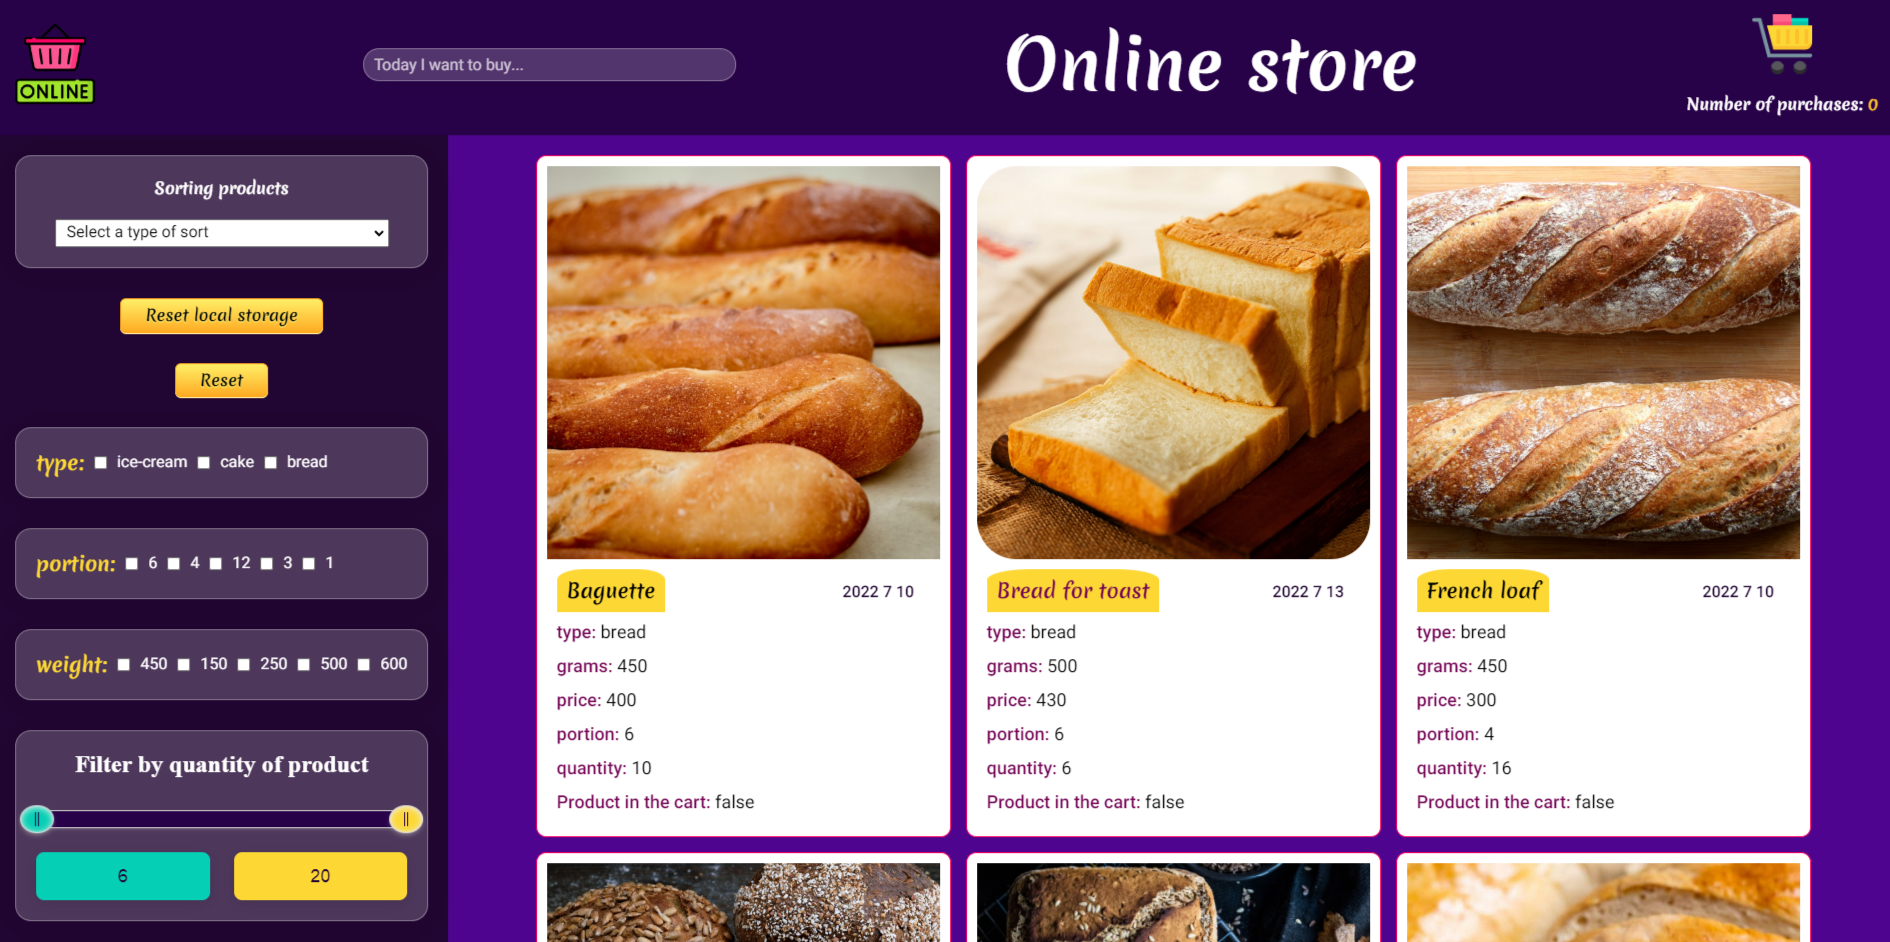 ONLINE
Today I want to buy...
Online store
Number of purchases: 0
Sorting products
Select a type of sort
Reset local storage
Reset
type: ice-cream cake bread
portion: 6 4 12 3 1
weight: 450 150 250 500 600
Filter by quantity of product
6 20
Baguette 2022 7 10
type: bread
grams: 450
price: 400
portion: 6
quantity: 10
Product in the cart: false
Bread for toast 2022 7 13
type: bread
grams: 500
price: 430
portion: 6
quantity: 6
Product in the cart: false
French loaf 2022 7 10
type: bread
grams: 450
price: 300
portion: 4
quantity: 16
Product in the cart: false